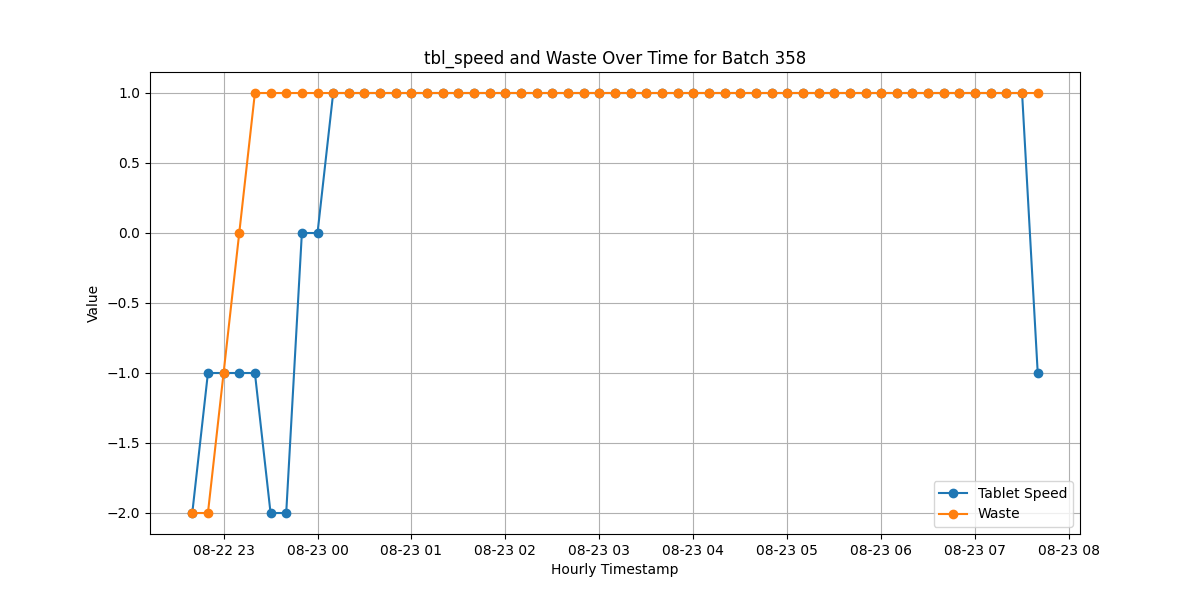 tbl_speed and Waste Over Time for Batch 358
1.0
0.5
0.0
−0.5
−1.0
−1.5
−2.0
Value
Tablet Speed
Waste
08-22 23 08-23 00 08-23 01 08-23 02 08-23 03 08-23 04 08-23 05 08-23 06 08-23 07 08-23 08
Hourly Timestamp